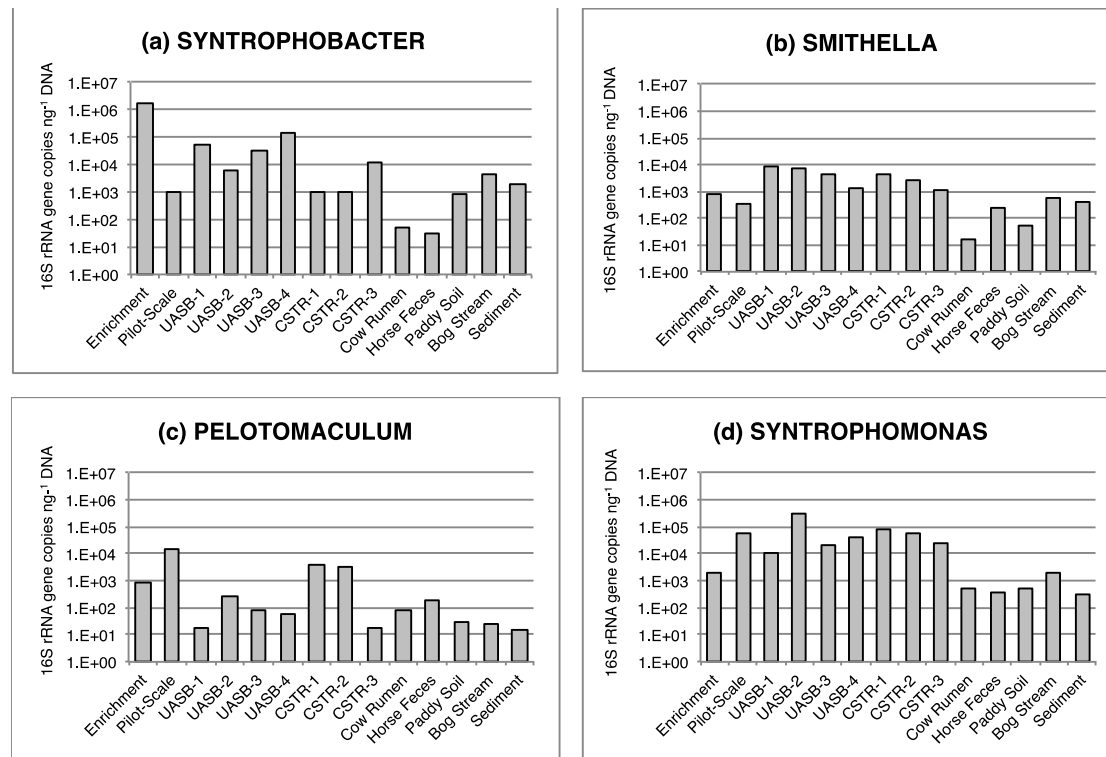 (a) SYNTROPHOBACTER
16S rRNA gene copies ng⁻¹ DNA
1.E+07
1.E+06
1.E+05
1.E+04
1.E+03
1.E+02
1.E+01
1.E+00
Enrichment
Pilot-Scale
UASB-1
UASB-2
UASB-3
UASB-4
CSTR-1
CSTR-2
CSTR-3
Cow Rumen
Horse Feces
Paddy Soil
Bog Stream
Sediment
(b) SMITHELLA
16S rRNA gene copies ng⁻¹ DNA
1.E+07
1.E+06
1.E+05
1.E+04
1.E+03
1.E+02
1.E+01
1.E+00
Enrichment
Pilot-Scale
UASB-1
UASB-2
UASB-3
UASB-4
CSTR-1
CSTR-2
CSTR-3
Cow Rumen
Horse Feces
Paddy Soil
Bog Stream
Sediment
(c) PELOTOMACULUM
16S rRNA gene copies ng⁻¹ DNA
1.E+07
1.E+06
1.E+05
1.E+04
1.E+03
1.E+02
1.E+01
1.E+00
Enrichment
Pilot-Scale
UASB-1
UASB-2
UASB-3
UASB-4
CSTR-1
CSTR-2
CSTR-3
Cow Rumen
Horse Feces
Paddy Soil
Bog Stream
Sediment
(d) SYNTROPHOMONAS
16S rRNA gene copies ng⁻¹ DNA
1.E+07
1.E+06
1.E+05
1.E+04
1.E+03
1.E+02
1.E+01
1.E+00
Enrichment
Pilot-Scale
UASB-1
UASB-2
UASB-3
UASB-4
CSTR-1
CSTR-2
CSTR-3
Cow Rumen
Horse Feces
Paddy Soil
Bog Stream
Sediment